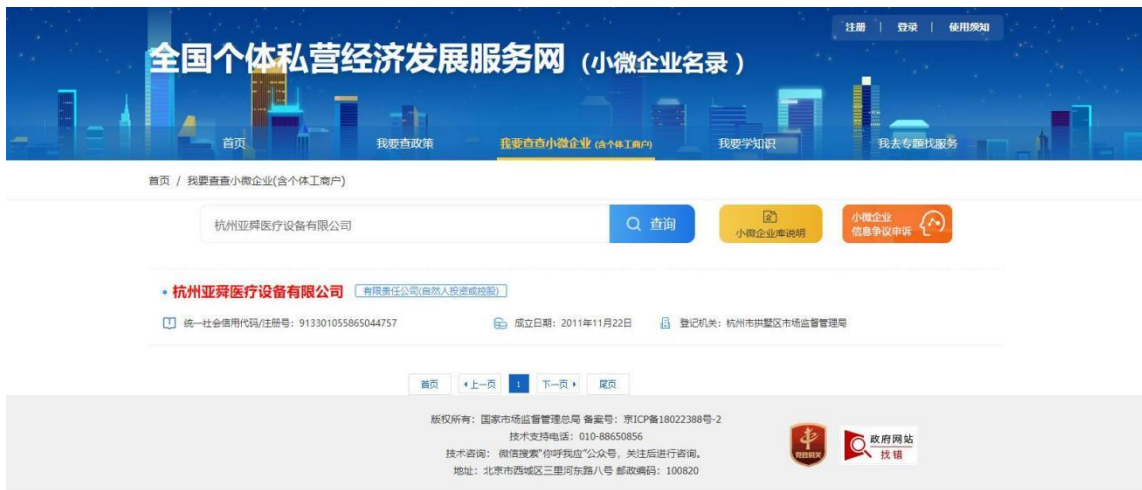 注册 | 登录 | 使用须知
全国个体私营经济发展服务网（小微企业名录）
首页 我要查政策 我要查查小微企业 (含个体工商户) 我要学知识 我去专题找服务
首页 / 我要查查小微企业(含个体工商户)
杭州亚舜医疗设备有限公司 查询 小微企业库说明 小微企业
信息争议申诉
杭州亚舜医疗设备有限公司 有限责任公司(自然人投资或控股)
统一社会信用代码/注册号：913301055865044757 成立日期：2011年11月22日 登记机关：杭州市拱墅区市场监督管理局
首页 上一页 1 下一页 尾页
版权所有：国家市场监督管理总局 备案号：京ICP备18022388号-2
技术支持电话：010-88650856
技术咨询： 微信搜索“你呼我应”公众号，关注后进行咨询。
地址：北京市西城区三里河东路八号 邮政编码：100820
党政机关
政府网站
找错